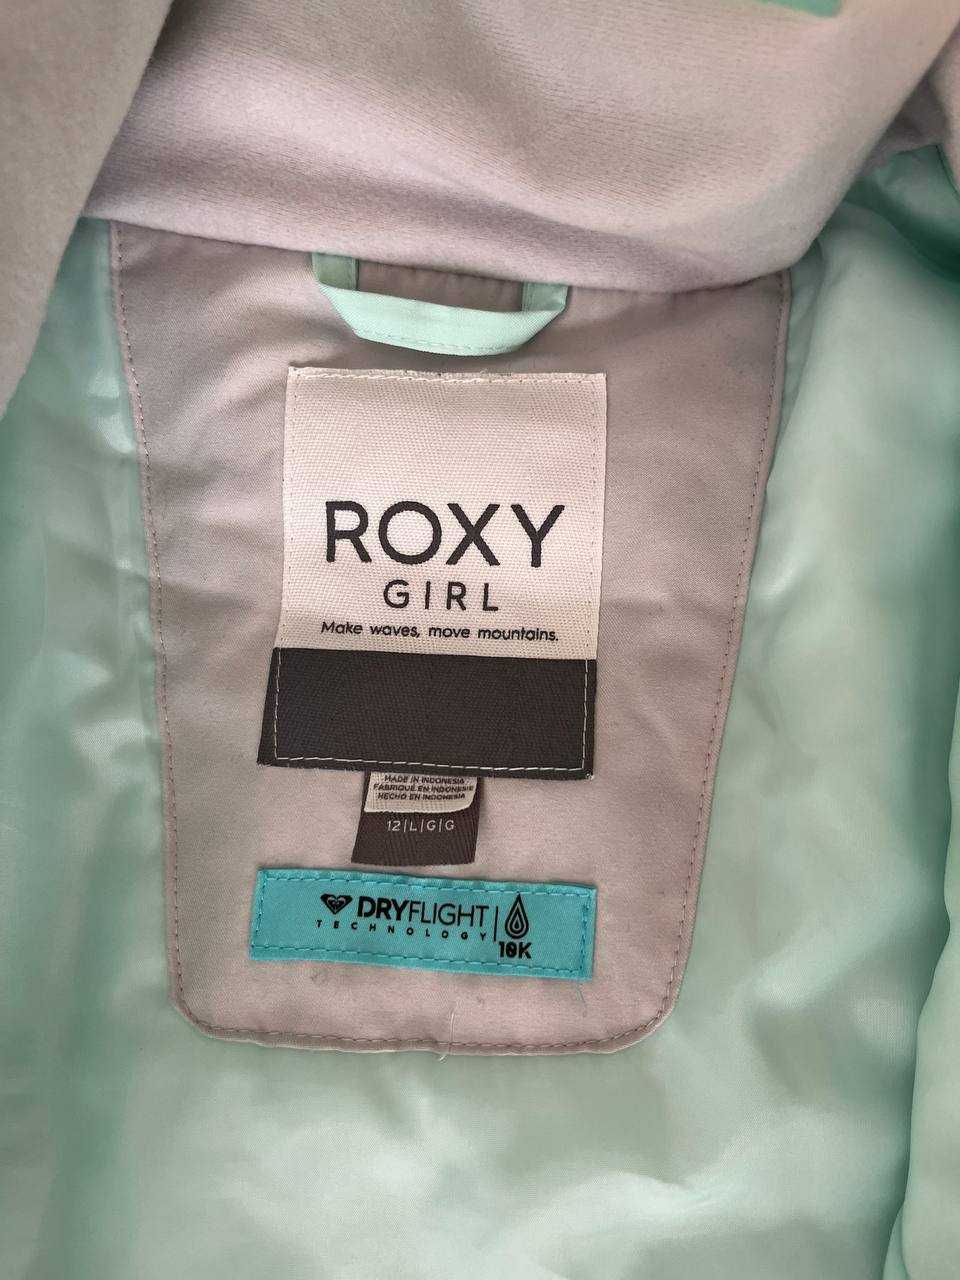 ROXY
GIRL
Make waves, move mountains.
MADE IN INDONESIA
FABRIQUÉ EN INDONESIE
HECHO EN INDONESIA
12|L|G|G
DRYFLIGHT
TECHNOLOGY
10K